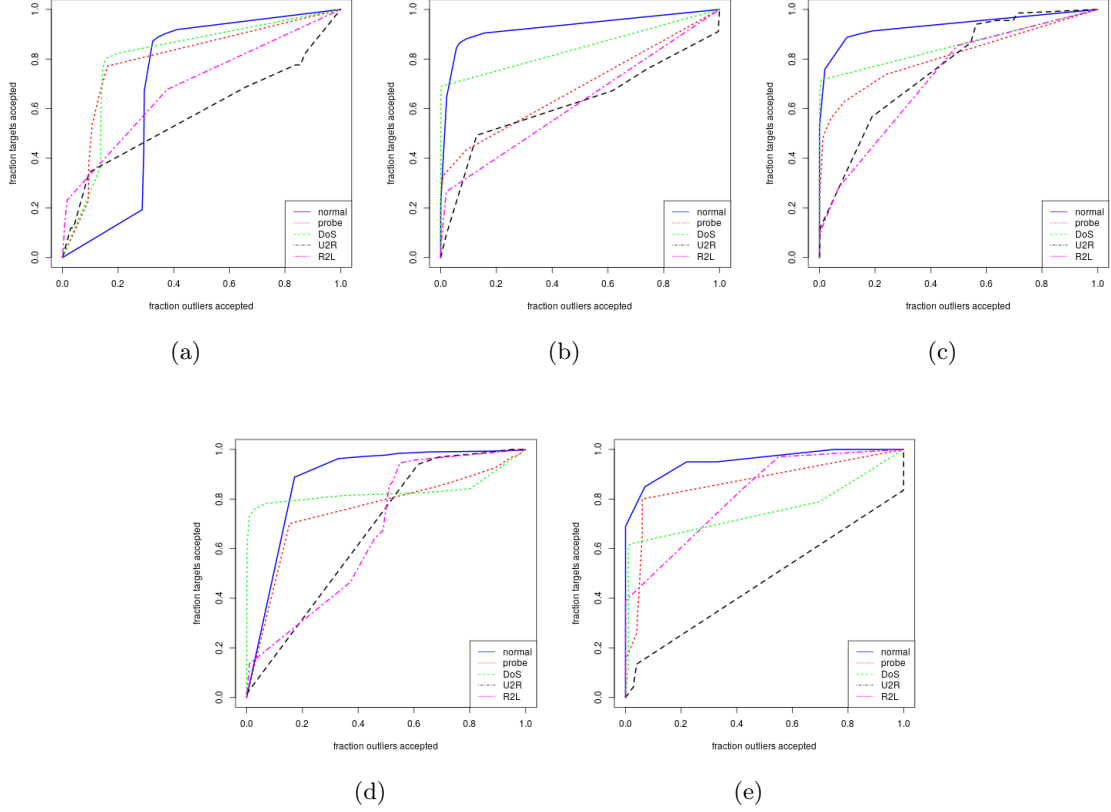 fraction targets accepted
1.0
0.8
0.6
0.4
0.2
0.0
normal
probe
DoS
U2R
R2L
0.0 0.2 0.4 0.6 0.8 1.0
fraction outliers accepted
(a)
fraction targets accepted
1.0
0.8
0.6
0.4
0.2
0.0
normal
probe
DoS
U2R
R2L
0.0 0.2 0.4 0.6 0.8 1.0
fraction outliers accepted
(b)
fraction targets accepted
1.0
0.8
0.6
0.4
0.2
0.0
normal
probe
DoS
U2R
R2L
0.0 0.2 0.4 0.6 0.8 1.0
fraction outliers accepted
(c)
fraction targets accepted
1.0
0.8
0.6
0.4
0.2
0.0
normal
probe
DoS
U2R
R2L
0.0 0.2 0.4 0.6 0.8 1.0
fraction outliers accepted
(d)
fraction targets accepted
1.0
0.8
0.6
0.4
0.2
0.0
normal
probe
DoS
U2R
R2L
0.0 0.2 0.4 0.6 0.8 1.0
fraction outliers accepted
(e)